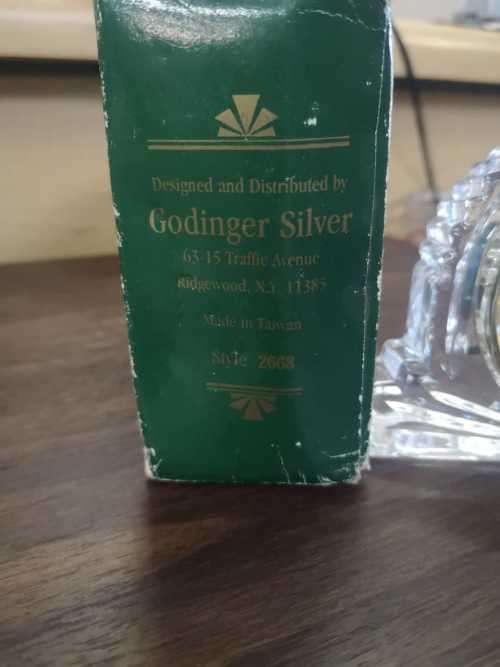 Designed and Distributed by
Godinger Silver
63-15 Traffic Avenue
Ridgewood, N.Y. 11385
Made in Taiwan
Style 2668